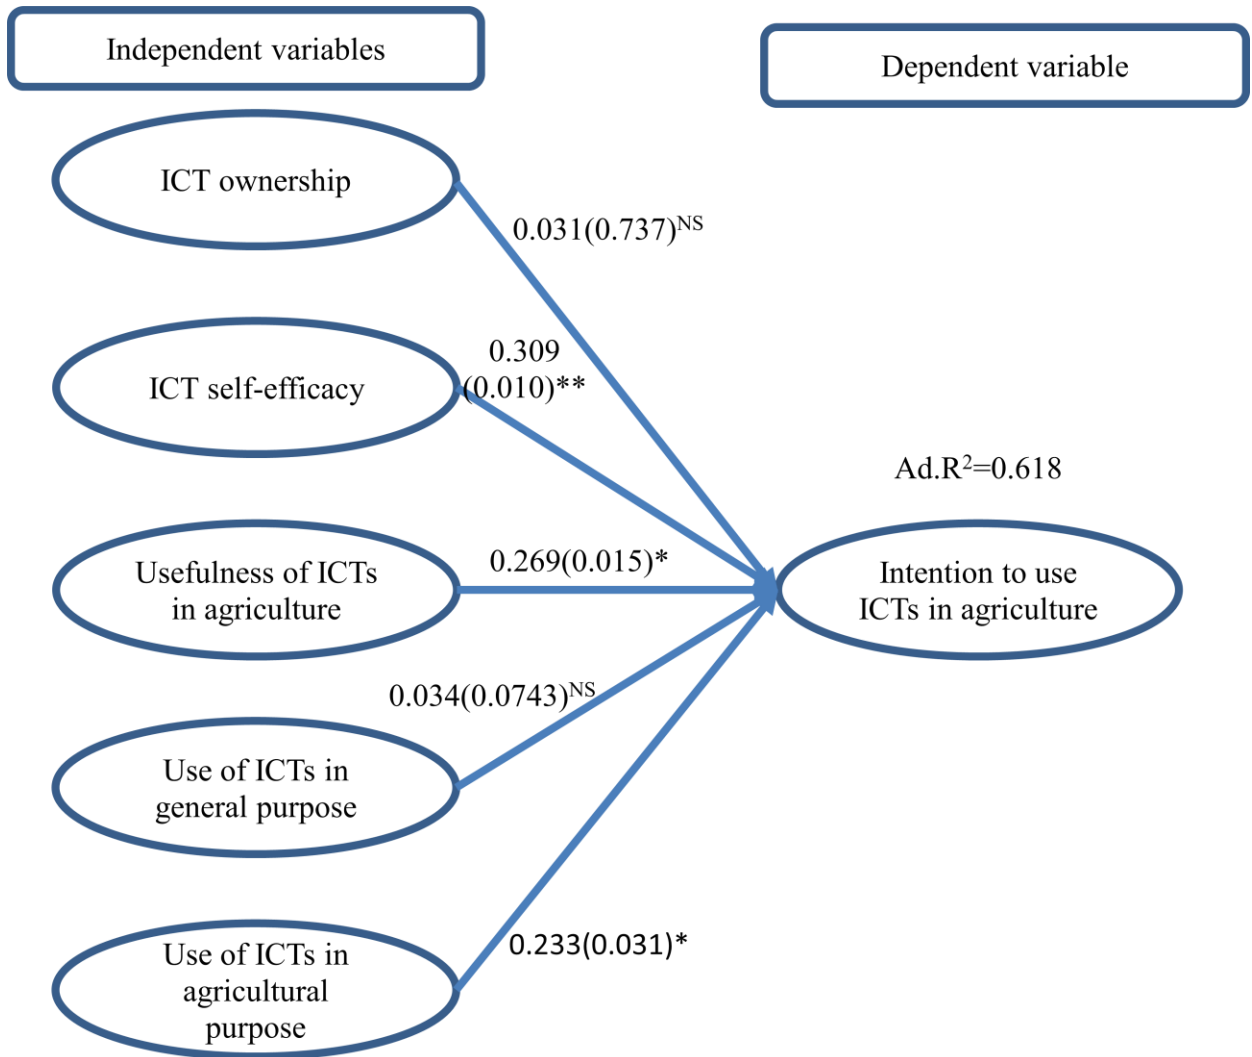 Independent variables
Dependent variable
ICT ownership
0.031(0.737)ᴺˢ
0.309
(0.010)**
ICT self-efficacy
Ad.R²=0.618
0.269(0.015)*
Usefulness of ICTs
in agriculture
Intention to use
ICTs in agriculture
0.034(0.0743)ᴺˢ
Use of ICTs in
general purpose
0.233(0.031)*
Use of ICTs in
agricultural
purpose